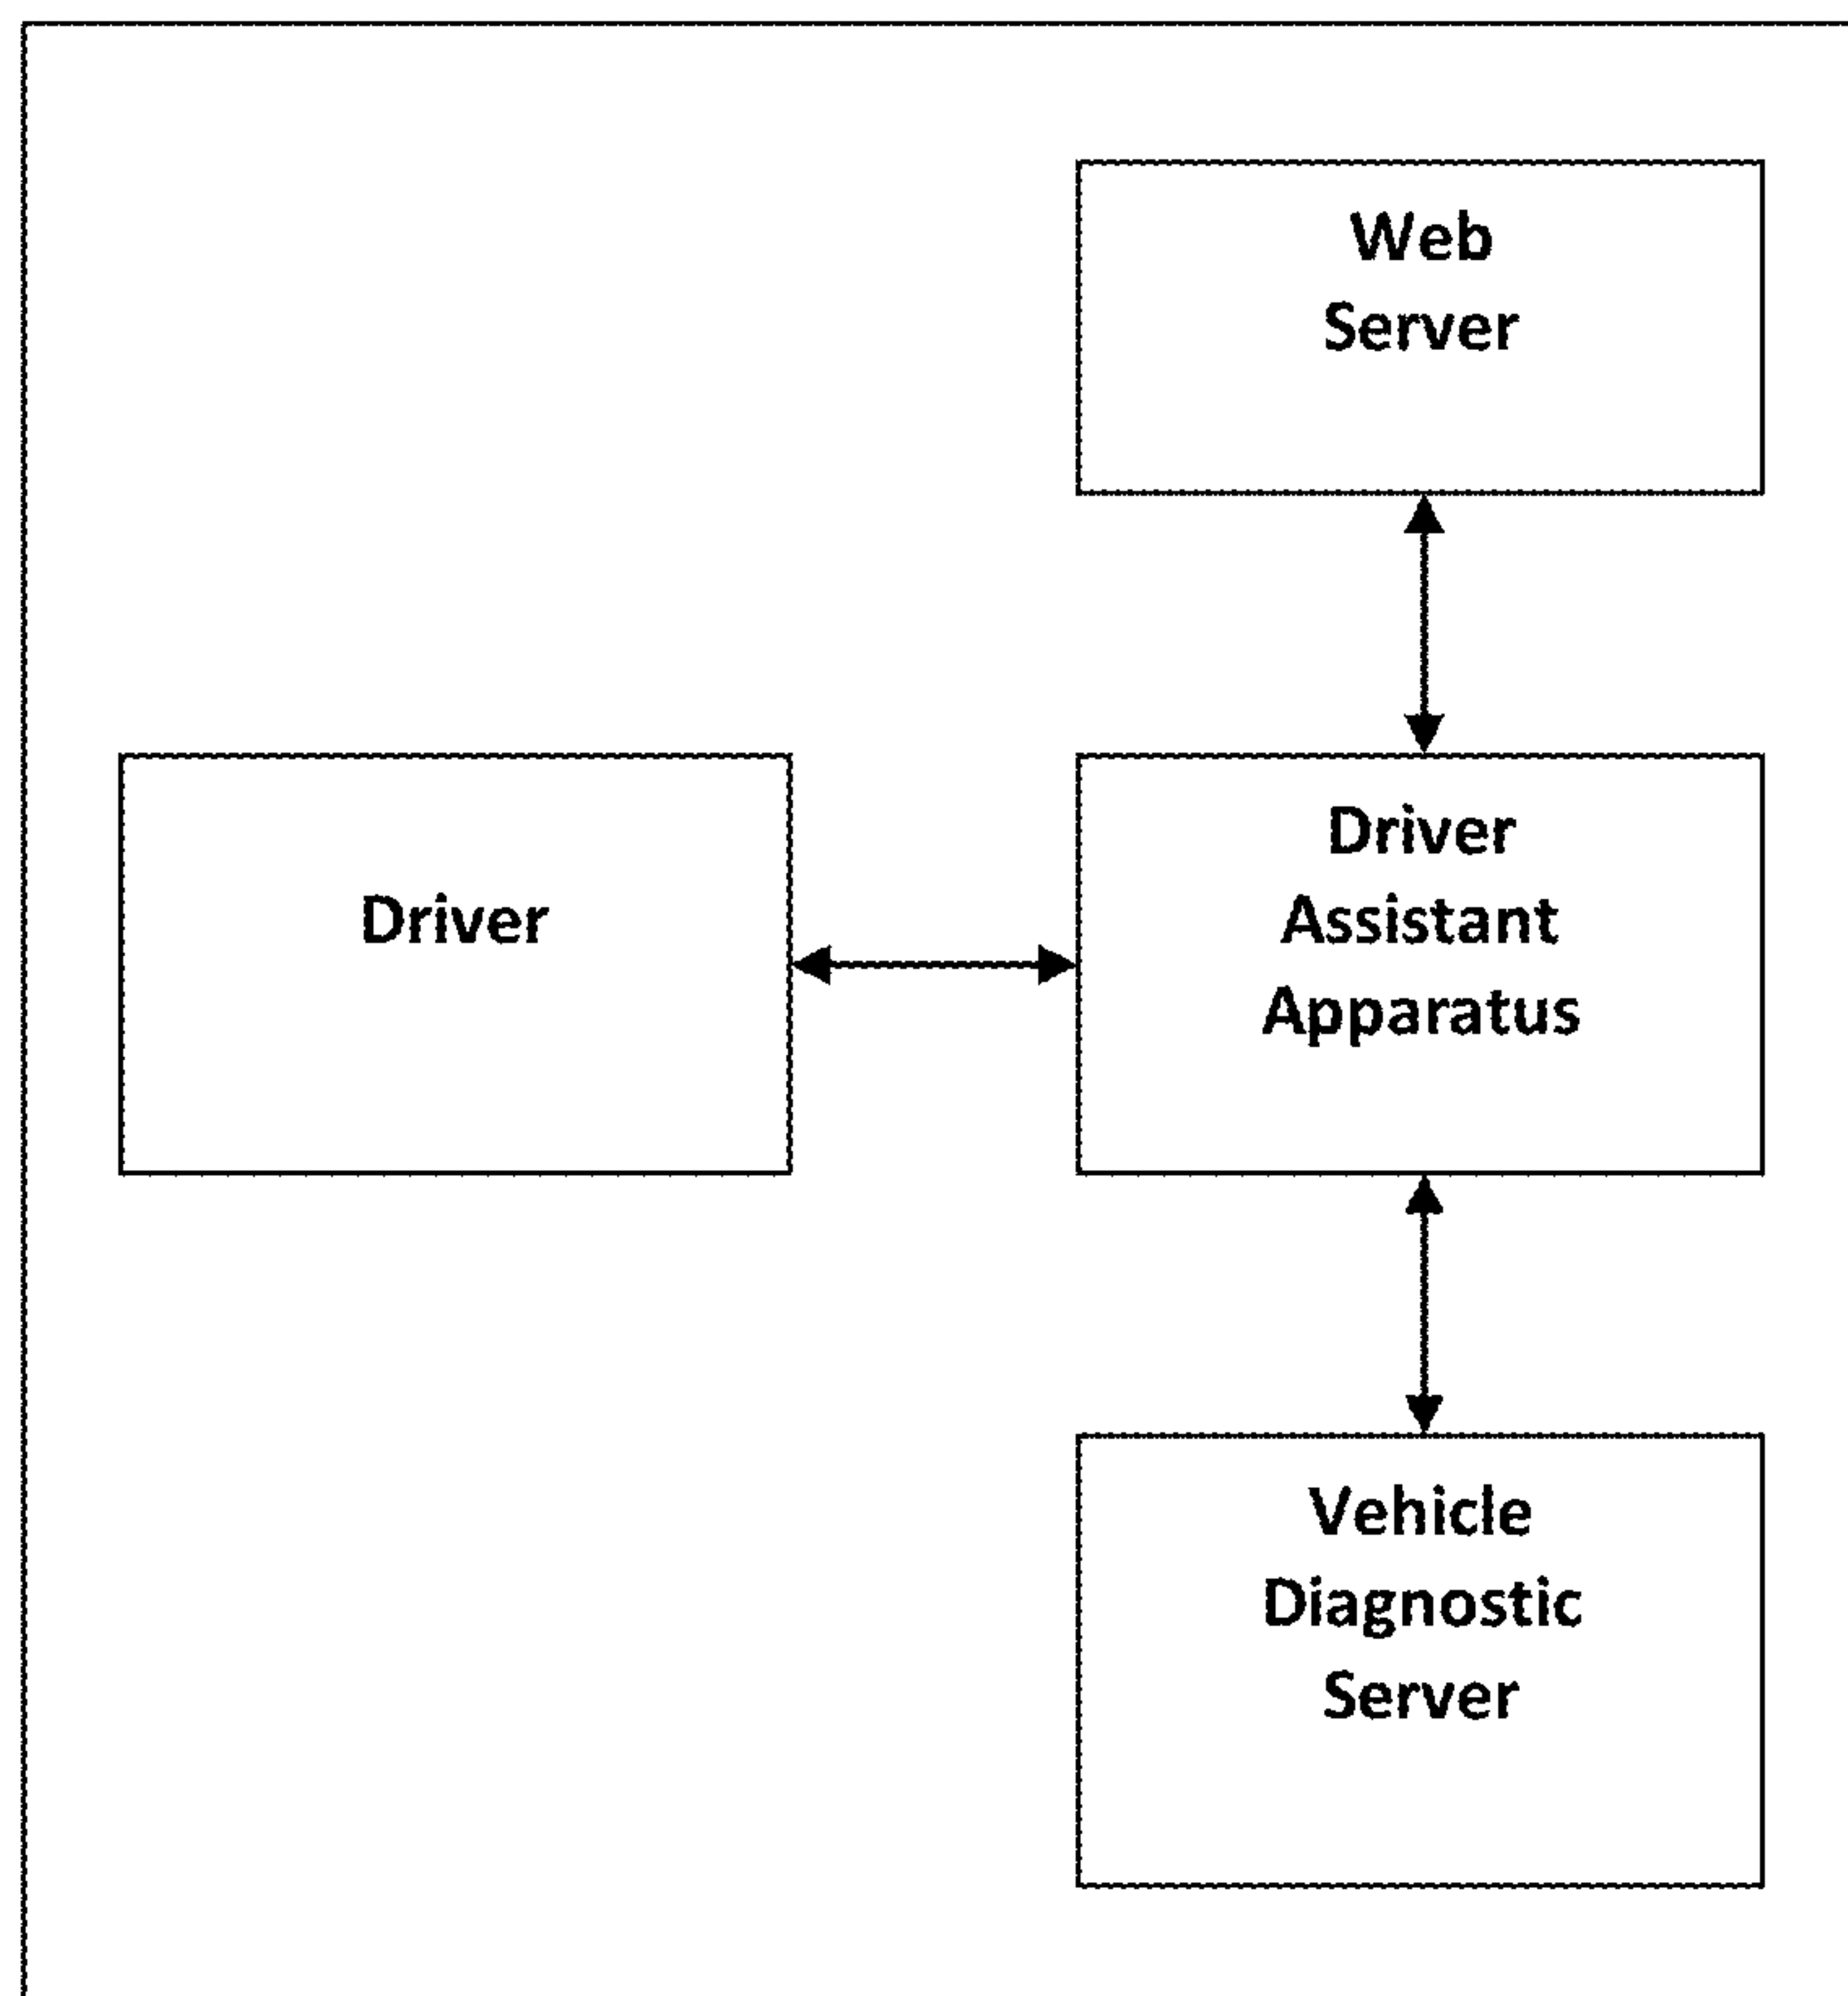 Web
Server
Driver
Driver
Assistant
Apparatus
Vehicle
Diagnostic
Server